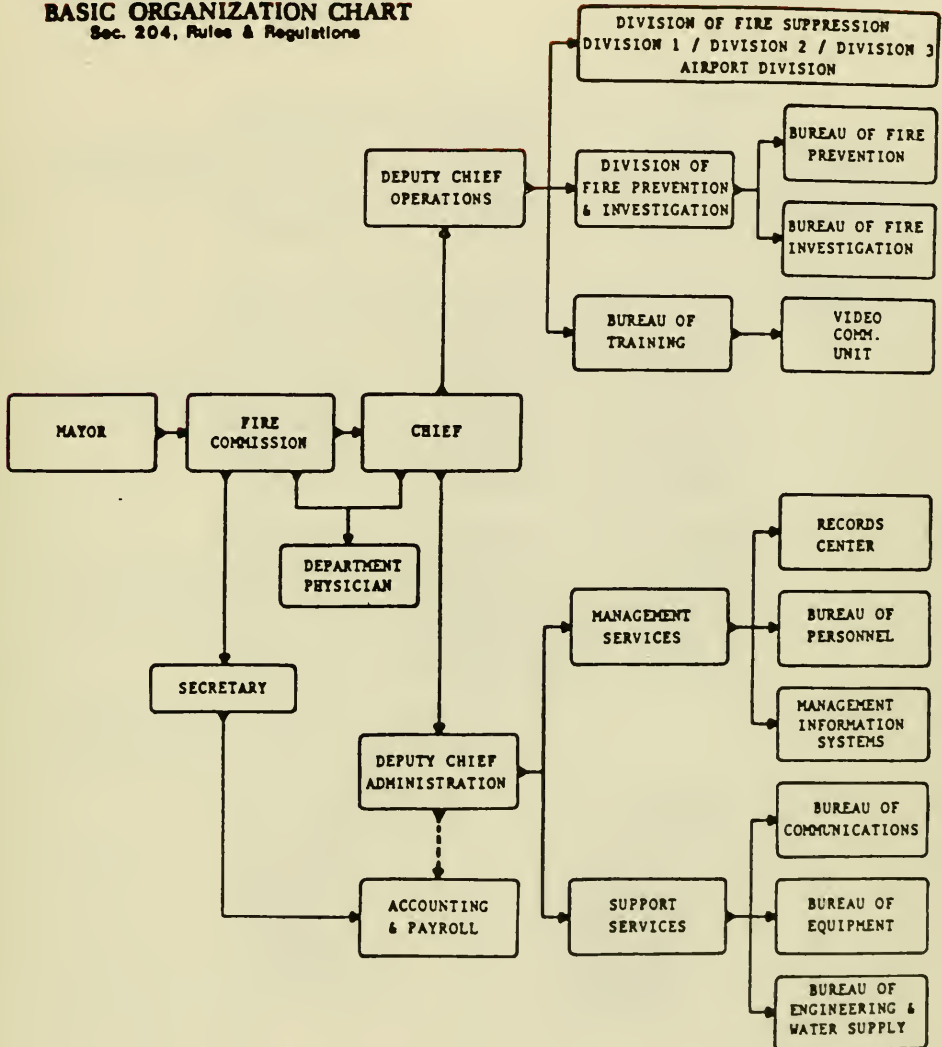 BASIC ORGANIZATION CHART
Sec. 204, Rules & Regulations
DIVISION OF FIRE SUPPRESSION
DIVISION 1 / DIVISION 2 / DIVISION 3
AIRPORT DIVISION
DEPUTY CHIEF
OPERATIONS
DIVISION OF
FIRE PREVENTION
& INVESTIGATION
BUREAU OF FIRE
PREVENTION
BUREAU OF FIRE
INVESTIGATION
BUREAU OF
TRAINING
VIDEO
COMM.
UNIT
MAYOR
FIRE
COMMISSION
CHIEF
DEPARTMENT
PHYSICIAN
SECRETARY
DEPUTY CHIEF
ADMINISTRATION
ACCOUNTING
& PAYROLL
MANAGEMENT
SERVICES
RECORDS
CENTER
BUREAU OF
PERSONNEL
MANAGEMENT
INFORMATION
SYSTEMS
SUPPORT
SERVICES
BUREAU OF
COMMUNICATIONS
BUREAU OF
EQUIPMENT
BUREAU OF
ENGINEERING &
WATER SUPPLY